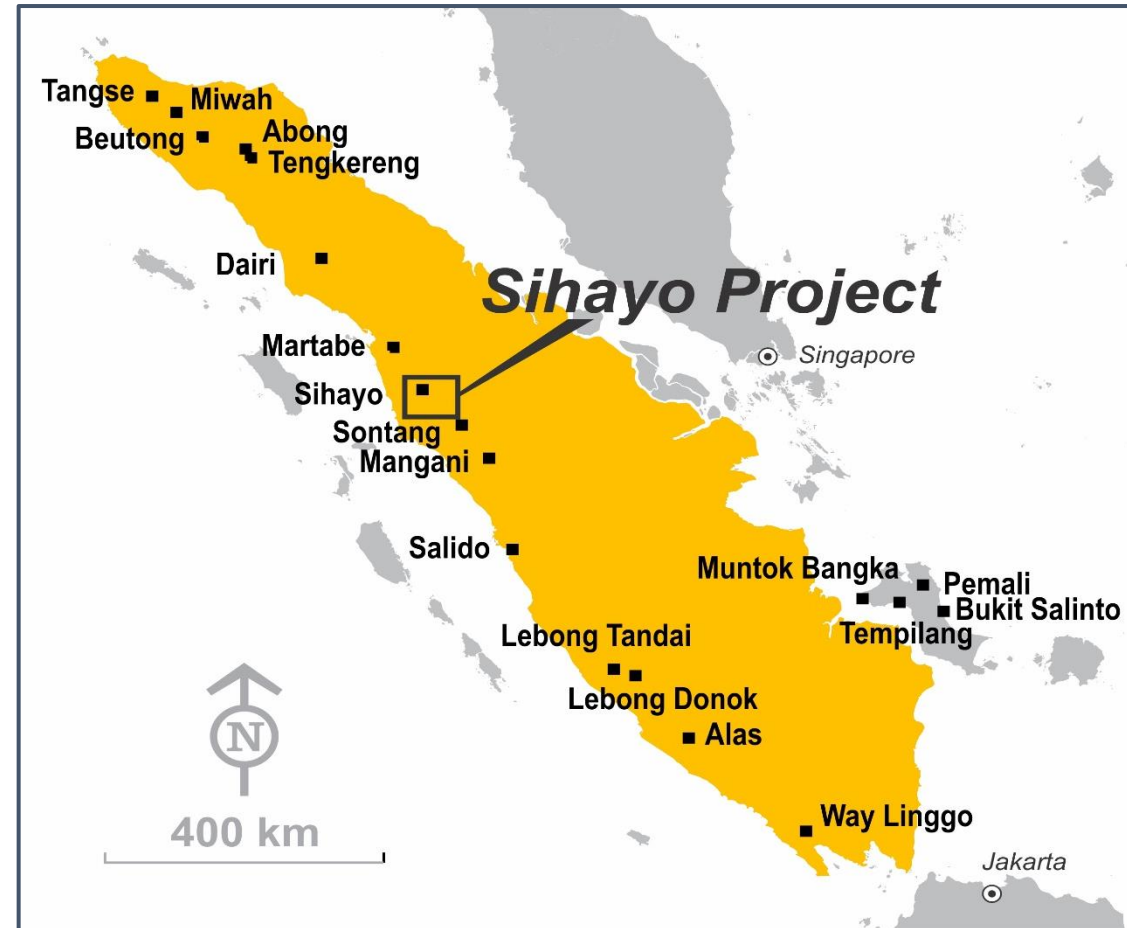 Tangse
Miwah
Beutong
Abong
Tengkereng
Dairi
Sihayo Project
Martabe
Singapore
Sihayo
Sontang
Mangani
Salido
Muntok Bangka
Pemali
Bukit Salinto
Tempilang
Lebong Tandai
Lebong Donok
Alas
N
400 km
Way Linggo
Jakarta